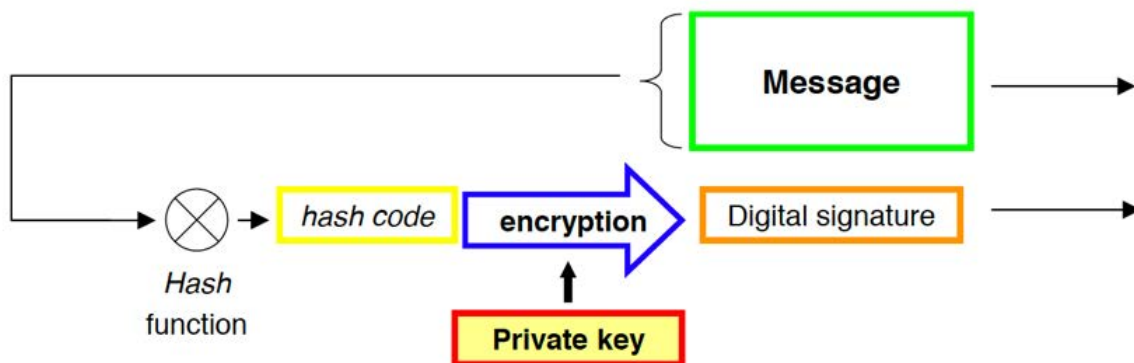 Message
hash code
encryption
Digital signature
Hash
function
Private key